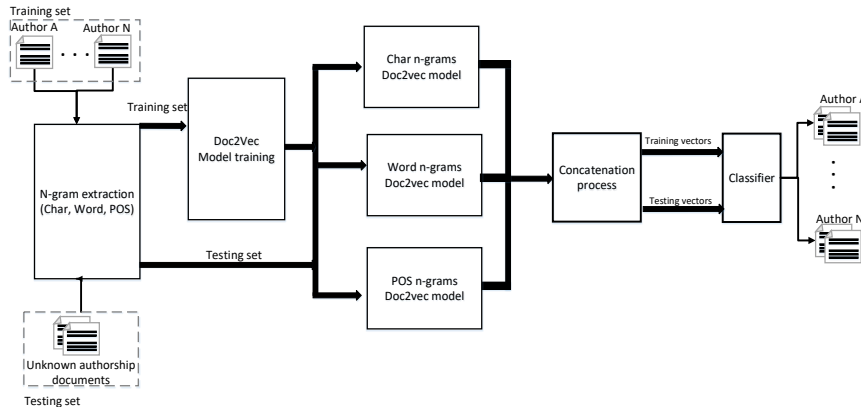 Training set
Author A
Author N
. . .
Training set
N-gram extraction
(Char, Word, POS)
Doc2Vec
Model training
Testing set
Char n-grams
Doc2vec model
Word n-grams
Doc2vec model
POS n-grams
Doc2vec model
Concatenation
process
Training vectors
Testing vectors
Classifier
Author A
Author N
Unknown authorship
documents
Testing set